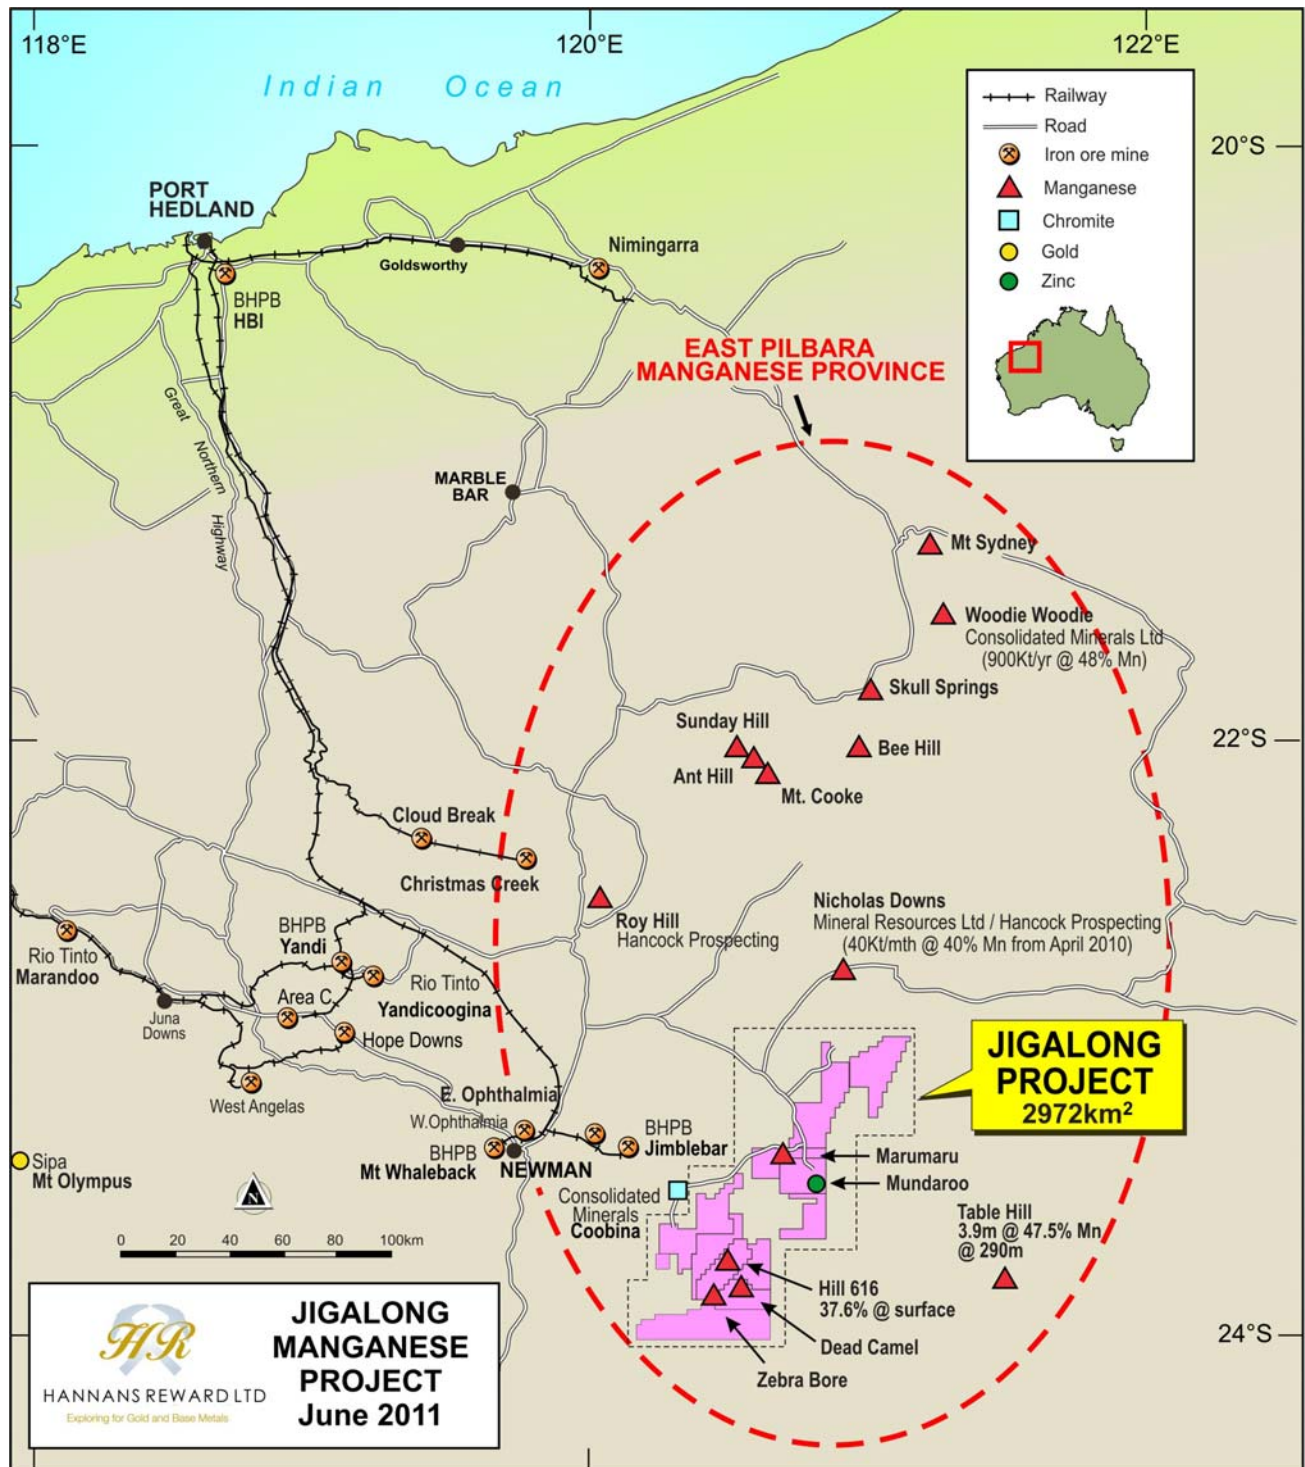 118°E
120°E
122°E
Indian Ocean
Railway
Road
Iron ore mine
Manganese
Chromite
Gold
Zinc
20°S
PORT
HEDLAND
Goldsworthy
Nimingarra
BHPB
HBI
EAST PILBARA
MANGANESE PROVINCE
Great Northern Highway
MARBLE
BAR
Mt Sydney
Woodie Woodie
Consolidated Minerals Ltd
(900Kt/yr @ 48% Mn)
Skull Springs
Sunday Hill
22°S
Bee Hill
Ant Hill
Mt. Cooke
Cloud Break
Christmas Creek
Nicholas Downs
Mineral Resources Ltd / Hancock Prospecting
(40Kt/mth @ 40% Mn from April 2010)
Roy Hill
Hancock Prospecting
BHPB
Yandi
Rio Tinto
Marandoo
Rio Tinto
Yandicoogina
Area C
Juna
Downs
Hope Downs
JIGALONG
PROJECT
2972km²
West Angelas
E. Ophthalmia
W.Ophthalmia
BHPB
Jimblebar
BHPB
Mt Whaleback
NEWMAN
Marumaru
Mundaroo
Sipa
Mt Olympus
N
Consolidated
Minerals
Coobina
Table Hill
3.9m @ 47.5% Mn
@ 290m
0 20 40 60 80 100km
Hill 616
37.6% @ surface
Dead Camel
Zebra Bore
24°S
HR
HANNANS REWARD LTD
Exploring for Gold and Base Metals
JIGALONG
MANGANESE
PROJECT
June 2011